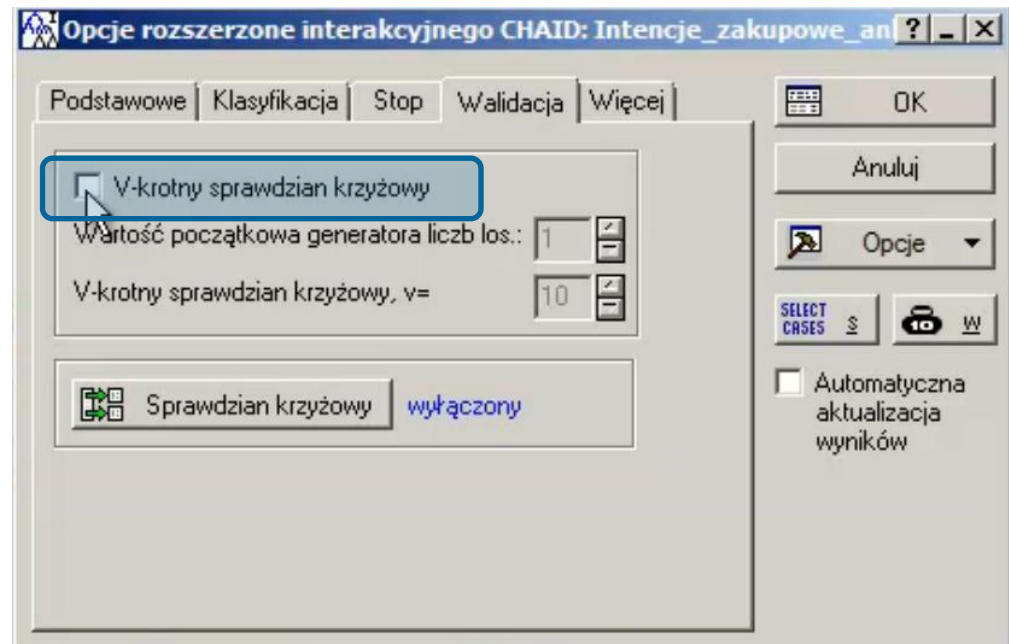 Opcje rozszerzone interakcyjnego CHAID: Intencje_zakupowe_an
Podstawowe Klasyfikacja Stop Walidacja Więcej
V-krotny sprawdzian krzyżowy
Wartość początkowa generatora liczb los.: 1
V-krotny sprawdzian krzyżowy, v= 10
Sprawdzian krzyżowy wyłączony
OK
Anuluj
Opcje
SELECT
CASES S W
Automatyczna
aktualizacja
wyników